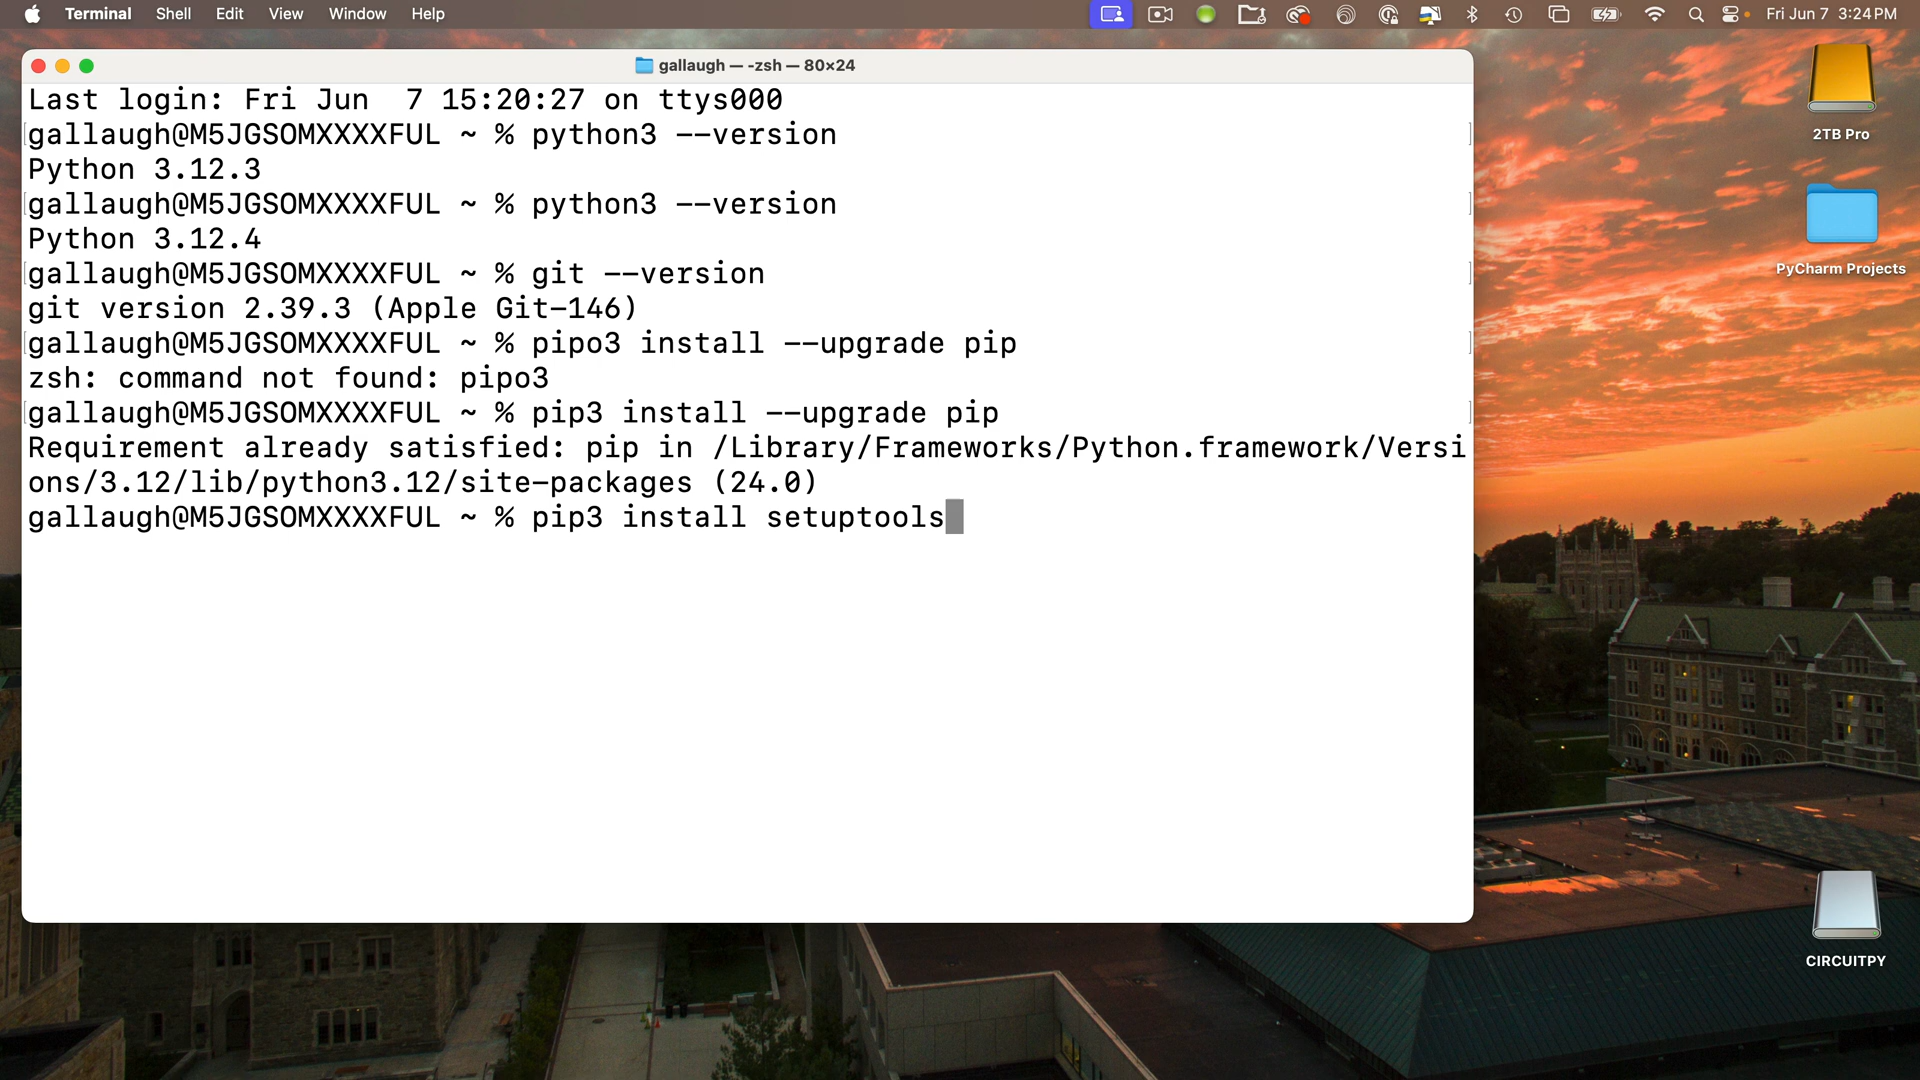 Terminal Shell Edit View Window Help Fri Jun 7 3:24 PM
gallaugh — -zsh — 80×24
Last login: Fri Jun  7 15:20:27 on ttys000
gallaugh@M5JGSOMXXXXFUL ~ % python3 --version
Python 3.12.3
gallaugh@M5JGSOMXXXXFUL ~ % python3 --version
Python 3.12.4
gallaugh@M5JGSOMXXXXFUL ~ % git --version
git version 2.39.3 (Apple Git-146)
gallaugh@M5JGSOMXXXXFUL ~ % pipo3 install --upgrade pip
zsh: command not found: pipo3
gallaugh@M5JGSOMXXXXFUL ~ % pip3 install --upgrade pip
Requirement already satisfied: pip in /Library/Frameworks/Python.framework/Versi
ons/3.12/lib/python3.12/site-packages (24.0)
gallaugh@M5JGSOMXXXXFUL ~ % pip3 install setuptools
2TB Pro
PyCharm Projects
CIRCUITPY